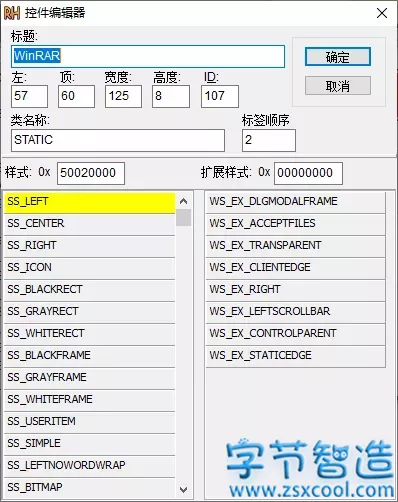 RH 控件编辑器
标题:
WinRAR
确定
取消
左: 顶: 宽度: 高度: ID:
57 60 125 8 107
类名称: 标签顺序
STATIC 2
样式: 0x 50020000 扩展样式: 0x 00000000
SS_LEFT WS_EX_DLGMODALFRAME
SS_CENTER WS_EX_ACCEPTFILES
SS_RIGHT WS_EX_TRANSPARENT
SS_ICON WS_EX_CLIENTEDGE
SS_BLACKRECT WS_EX_RIGHT
SS_GRAYRECT WS_EX_LEFTSCROLLBAR
SS_WHITERECT WS_EX_CONTROLPARENT
SS_BLACKFRAME WS_EX_STATICEDGE
SS_GRAYFRAME
SS_WHITEFRAME
SS_USERITEM
SS_SIMPLE
SS_LEFTNOWORDWRAP
SS_BITMAP
字节智造
www.zsxcool.com